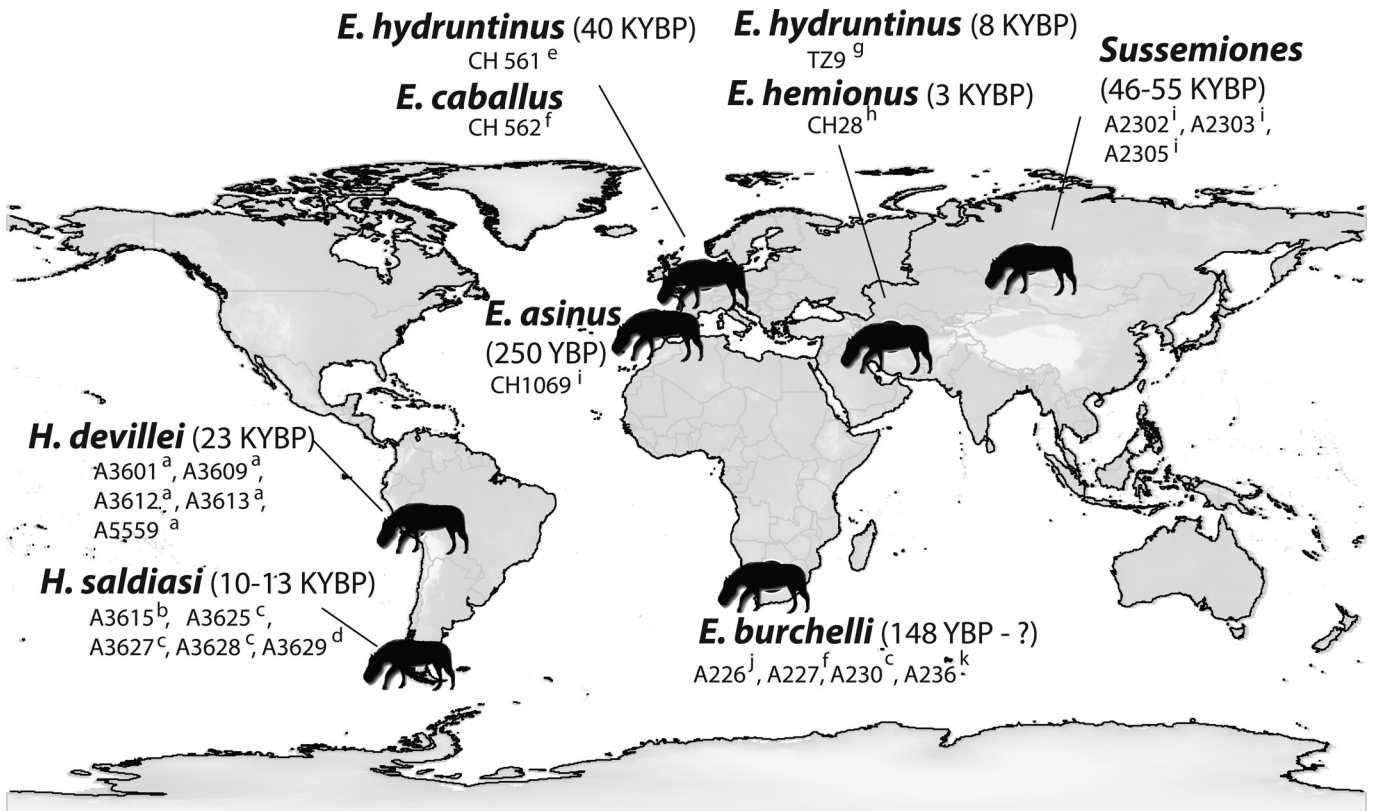 E. hydruntinus (40 KYBP)
CH 561 e
E. caballus
CH 562 f
E. hydruntinus (8 KYBP)
TZ9 g
E. hemionus (3 KYBP)
CH28 h
Sussemiones
(46-55 KYBP)
A2302 i, A2303 i,
A2305 i
E. asinus
(250 YBP)
CH1069 i
H. devillei (23 KYBP)
A3601 a, A3609 a,
A3612 a, A3613 a,
A5559 a
H. saldiasi (10-13 KYBP)
A3615 b, A3625 c,
A3627 c, A3628 c, A3629 d
E. burchelli (148 YBP - ?)
A226 j, A227 f, A230 c, A236 k